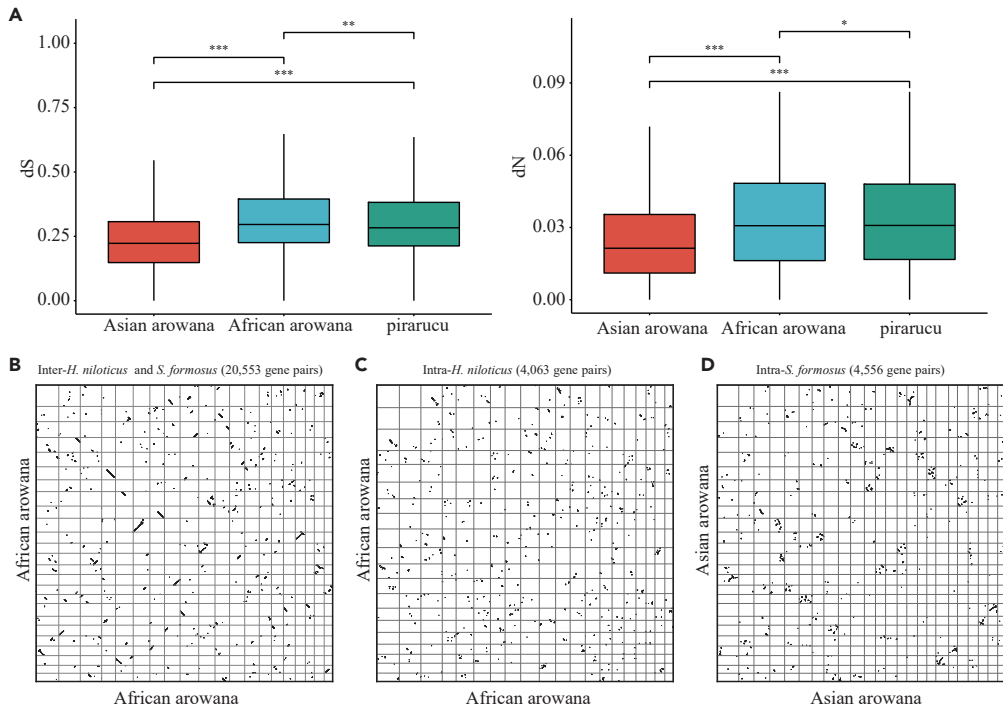 A
1.00
0.75
0.50
0.25
0.00
dS
***
**
***
Asian arowana
African arowana
pirarucu
0.09
0.06
0.03
0.00
dN
***
*
***
Asian arowana
African arowana
pirarucu
B
Inter-H. niloticus and S. formosus (20,553 gene pairs)
African arowana
African arowana
C
Intra-H. niloticus (4,063 gene pairs)
African arowana
African arowana
D
Intra-S. formosus (4,556 gene pairs)
Asian arowana
Asian arowana